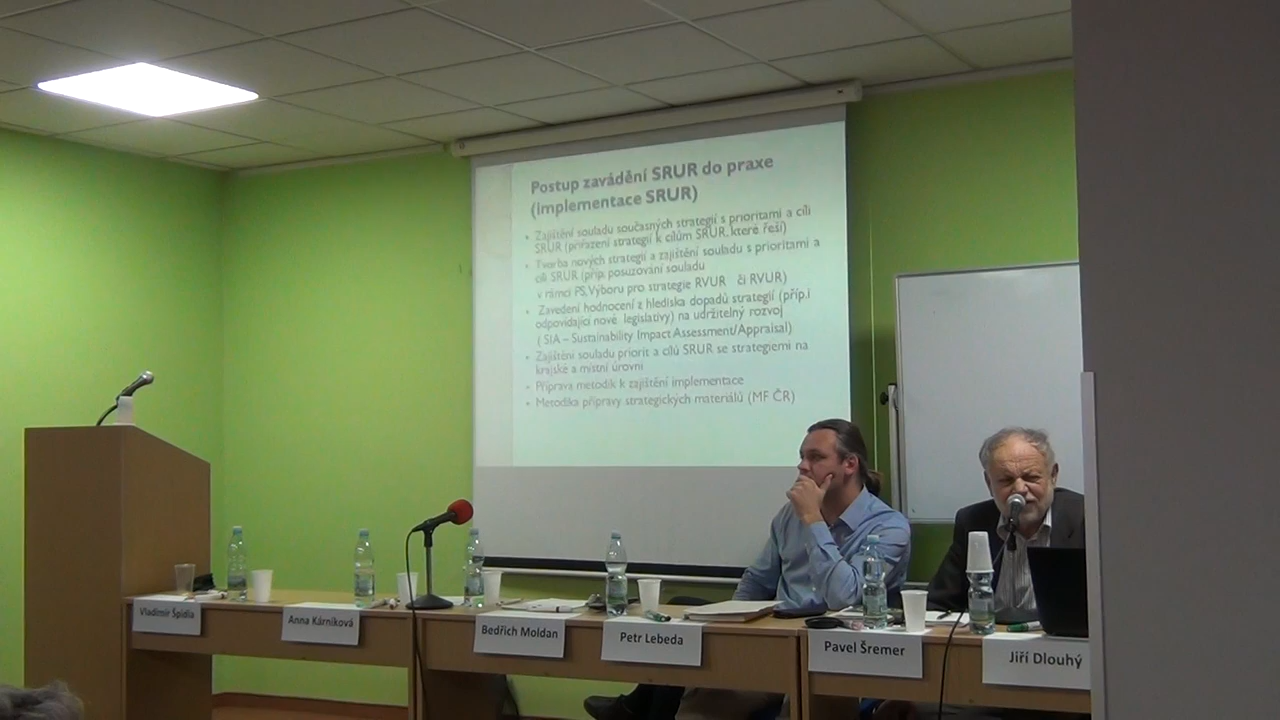 Postup zavádění SRUR do praxe
(implementace SRUR)
• Zajištění souladu současných strategií s prioritami a cíli
SRUR (přiřazení strategií k cílům SRUR, které řeší)
• Tvorba nových strategií a zajištění souladu s prioritami a
cíli SRUR (příp. posuzování souladu
v rámci PS, Výboru pro strategie RVUR či RVUR)
• Zavedení hodnocení z hlediska dopadů strategií (příp.i
odpovídající nové legislativy) na udržitelný rozvoj
( SIA – Sustainability Impact Assessment/Appraisal)
• Zajištění souladu priorit a cílů SRUR se strategiemi na
krajské a místní úrovni
• Příprava metodik k zajištění implementace
• Metodika přípravy strategických materiálů (MF ČR)
Vladimír Špidla
Anna Kárníková
Bedřich Moldan
Petr Lebeda
Pavel Šremer
Jiří Dlouhý